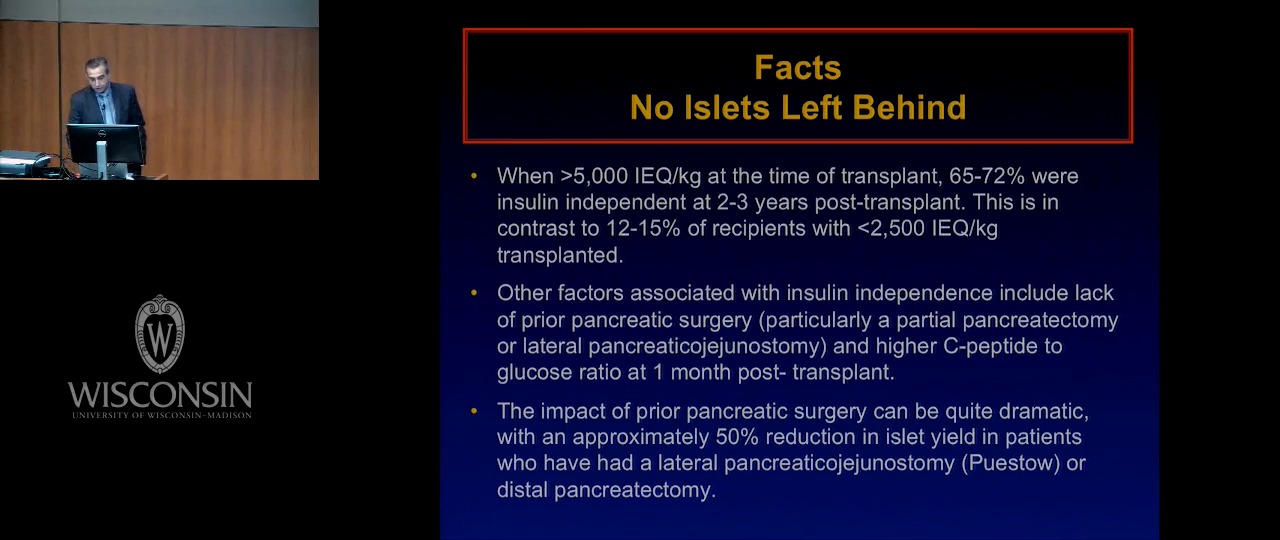 Facts
No Islets Left Behind
• When >5,000 IEQ/kg at the time of transplant, 65-72% were
insulin independent at 2-3 years post-transplant. This is in
contrast to 12-15% of recipients with <2,500 IEQ/kg
transplanted.
• Other factors associated with insulin independence include lack
of prior pancreatic surgery (particularly a partial pancreatectomy
or lateral pancreaticojejunostomy) and higher C-peptide to
glucose ratio at 1 month post- transplant.
• The impact of prior pancreatic surgery can be quite dramatic,
with an approximately 50% reduction in islet yield in patients
who have had a lateral pancreaticojejunostomy (Puestow) or
distal pancreatectomy.
W
WISCONSIN
UNIVERSITY OF WISCONSIN–MADISON